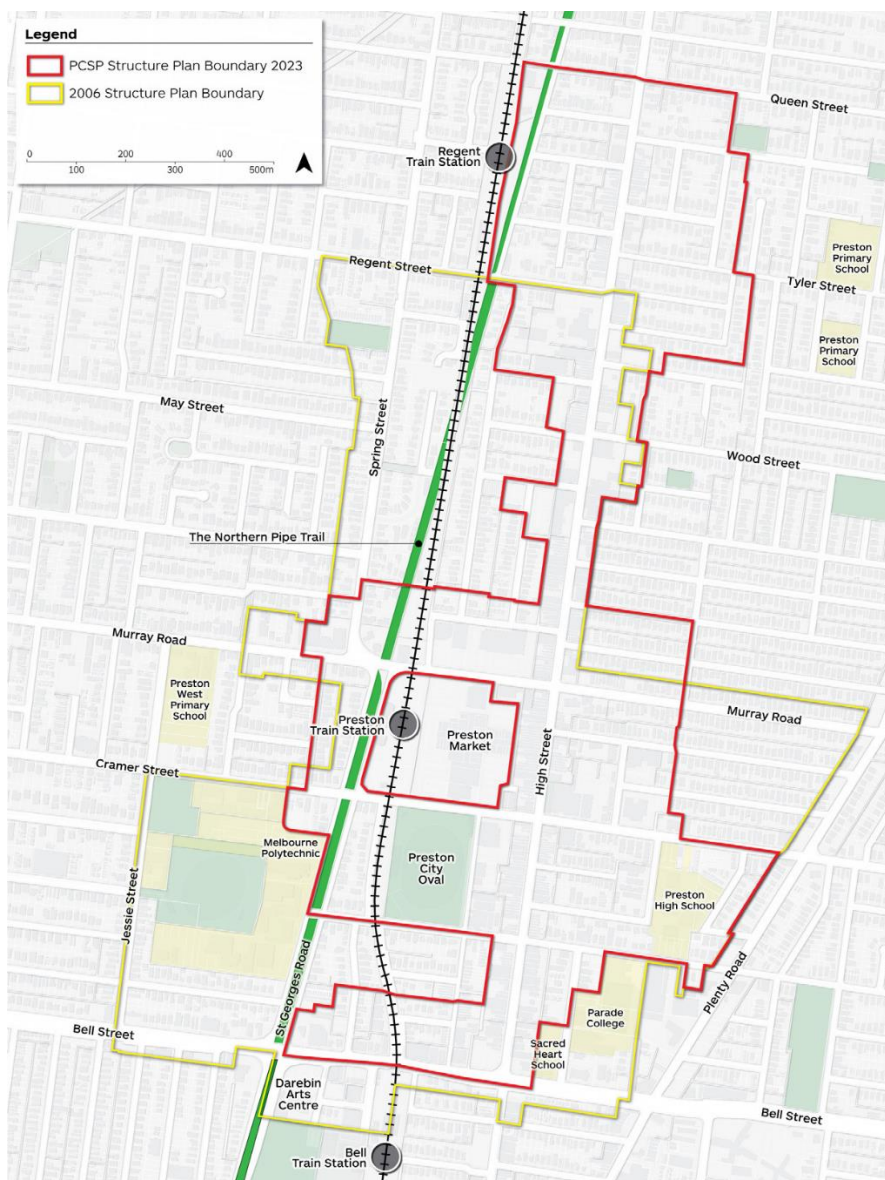 Legend
PCSP Structure Plan Boundary 2023
2006 Structure Plan Boundary
0 200 400
100 300 500m
Queen Street
Regent
Train Station
Preston
Primary
School
Regent Street
Tyler Street
Preston
Primary
School
May Street
Spring Street
Wood Street
The Northern Pipe Trail
Murray Road
Preston
West
Primary
School
Murray Road
Preston
Train Station
Preston
Market
High Street
Cramer Street
Melbourne
Polytechnic
Preston
City
Oval
Preston
High School
Jessie Street
St Georges Road
Plenty Road
Parade
College
Bell Street
Sacred
Heart
School
Darebin
Arts
Centre
Bell Street
Bell
Train Station